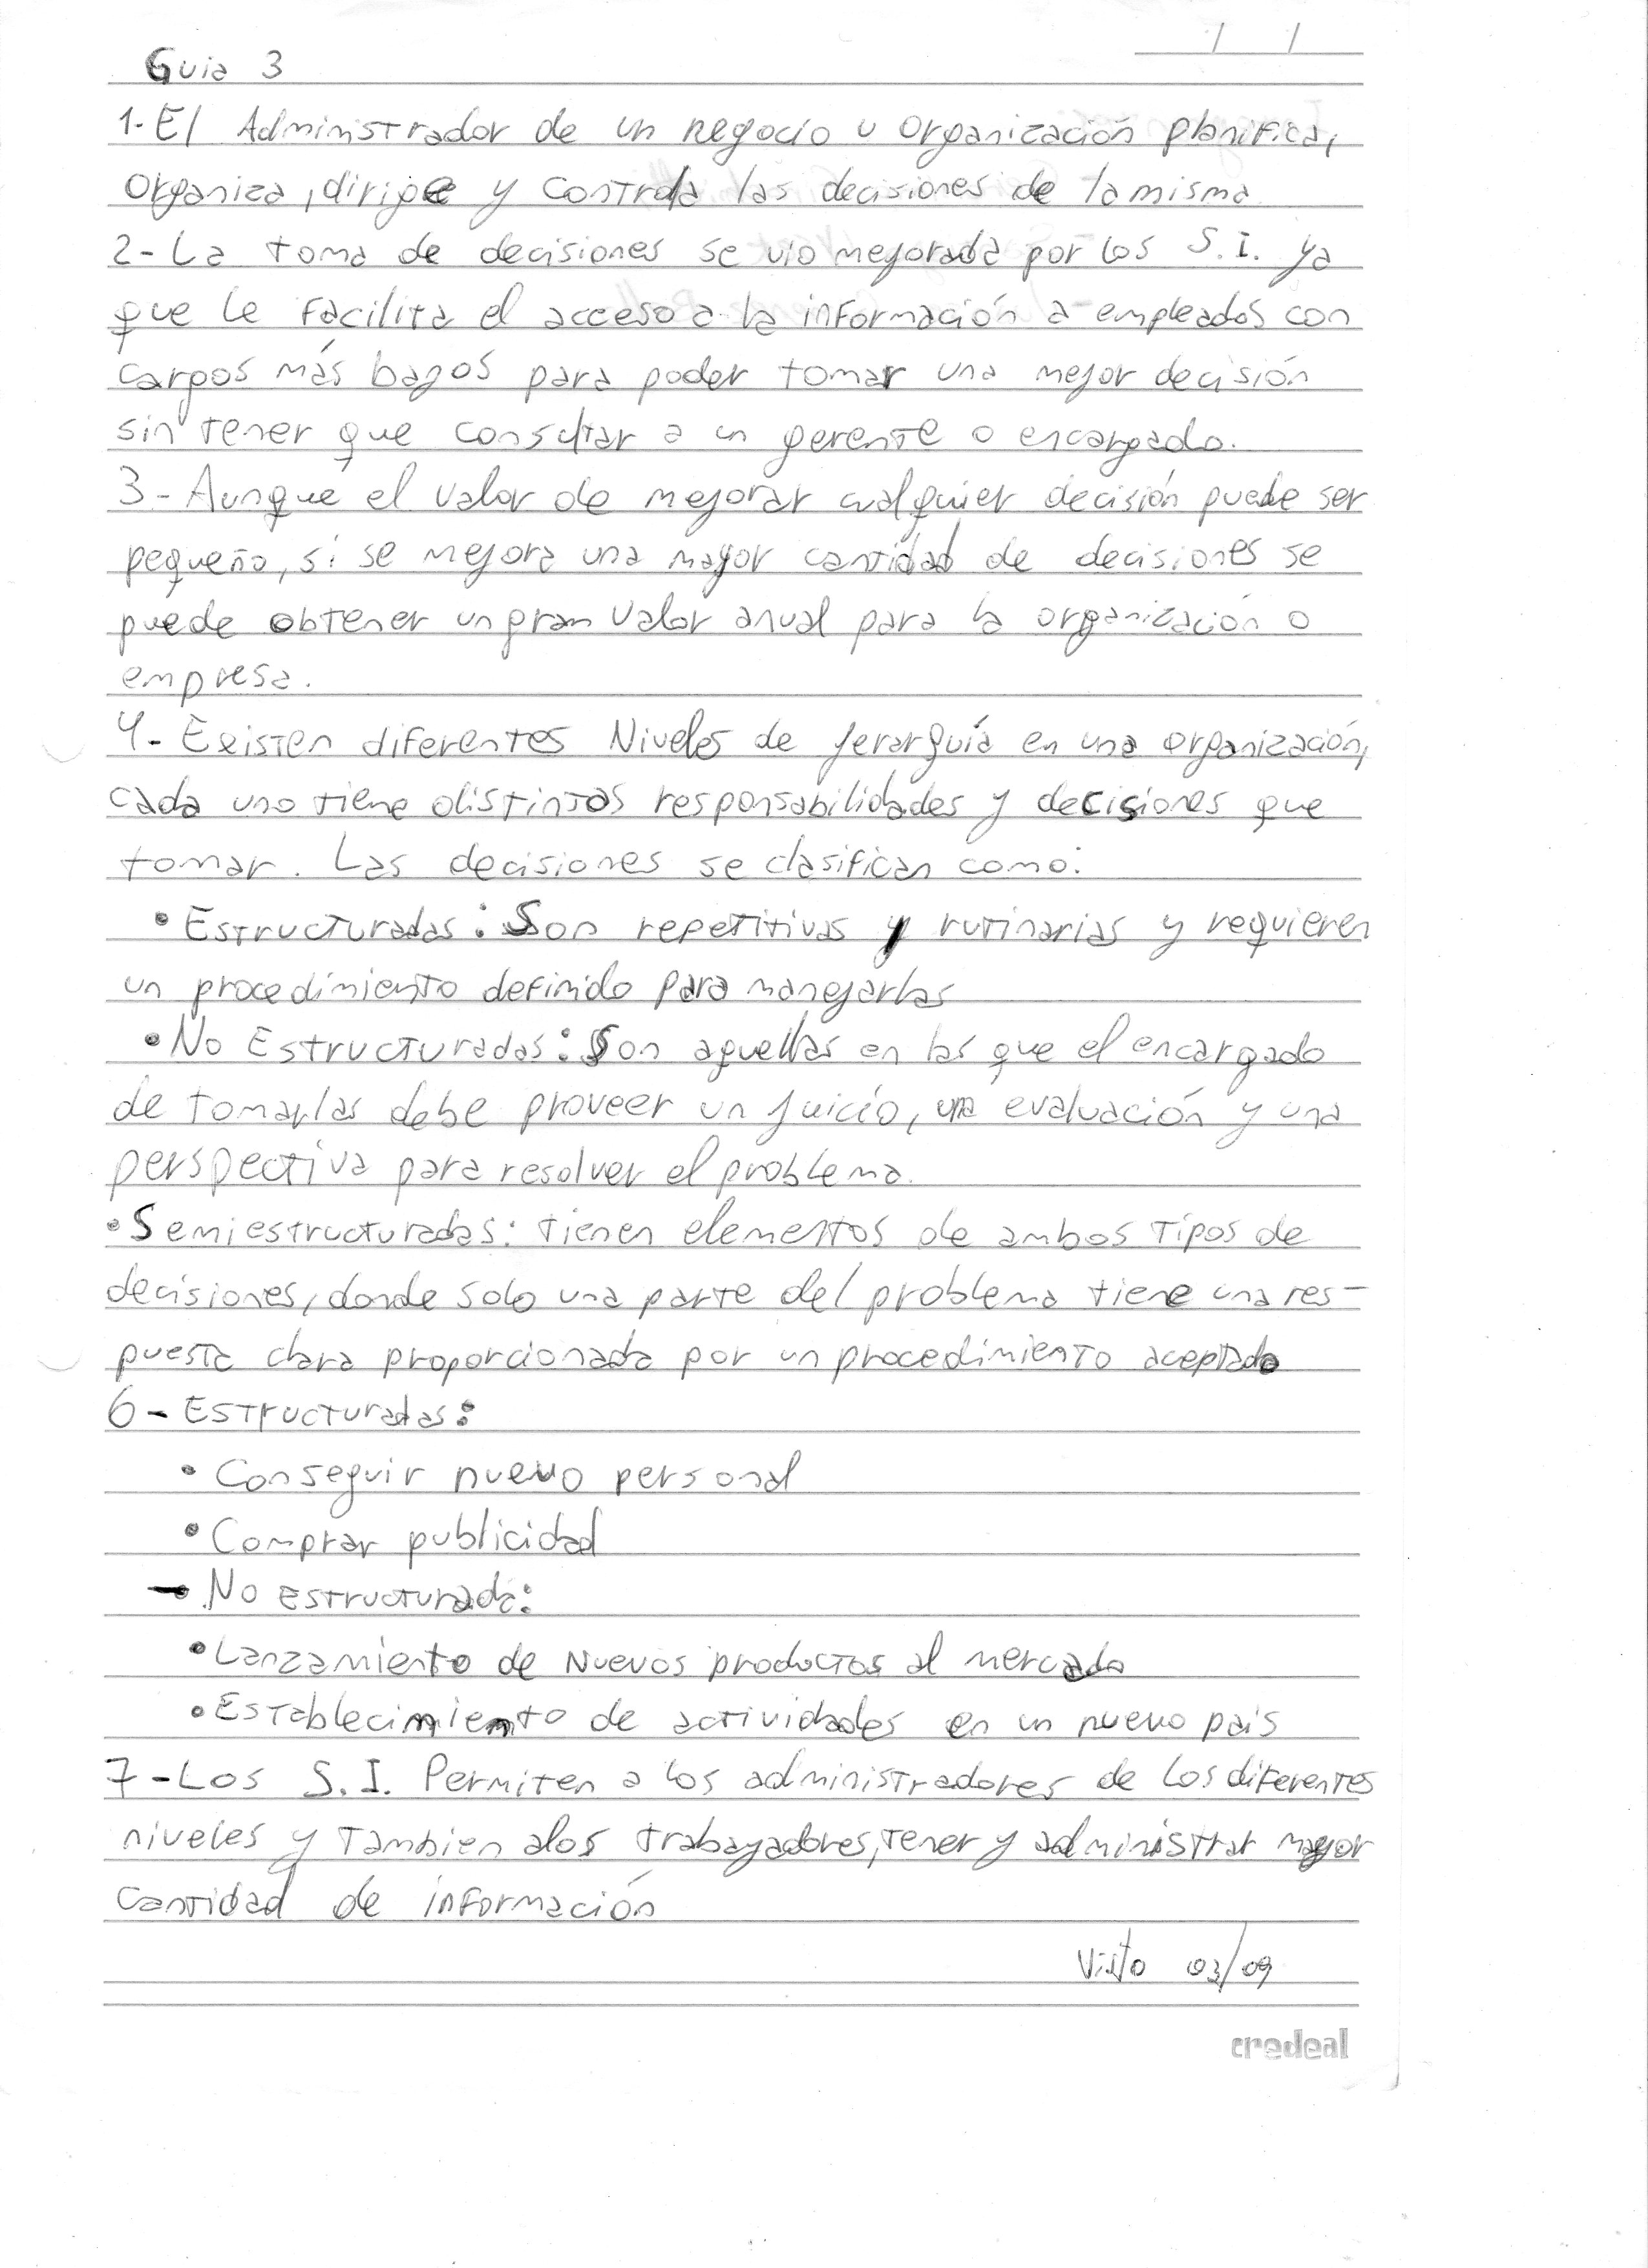 / /
Guia 3
1- El Administrador de un negocio u organización planifica,
organiza, dirige y controla las decisiones de la misma
2- La toma de decisiones se vio mejorada por los S.I. ya
que le facilita el acceso a la información a empleados con
cargos más bajos para poder tomar una mejor decisión
sin tener que consultar a un gerente o encargado.
3- Aunque el valor de mejorar cualquier decisión puede ser
pequeño, si se mejora una mayor cantidad de decisiones se
puede obtener un gran valor anual para la organización o
empresa.
4- Existen diferentes Niveles de jerarquía en una organización,
cada uno tiene distintas responsabilidades y decisiones que
tomar. Las decisiones se clasifican como:
• Estructuradas: Son repetitivas y rutinarias y requieren
un procedimiento definido para manejarlas
• No Estructuradas: Son aquellas en las que el encargado
de tomarlas debe proveer un juicio, una evaluación y una
perspectiva para resolver el problema.
• Semiestructuradas: tienen elementos de ambos tipos de
decisiones, donde solo una parte del problema tiene una res-
puesta clara proporcionada por un procedimiento aceptado
6- Estructuradas:
• Conseguir nuevo personal
• Comprar publicidad
- No estructurada:
• Lanzamiento de Nuevos productos al mercado
• Establecimiento de actividades en un nuevo pais
7- Los S.I. Permiten a los administradores de los diferentes
niveles y Tambien a los trabajadores, tener y administrar mayor
cantidad de información
Visto 03/09
credeal